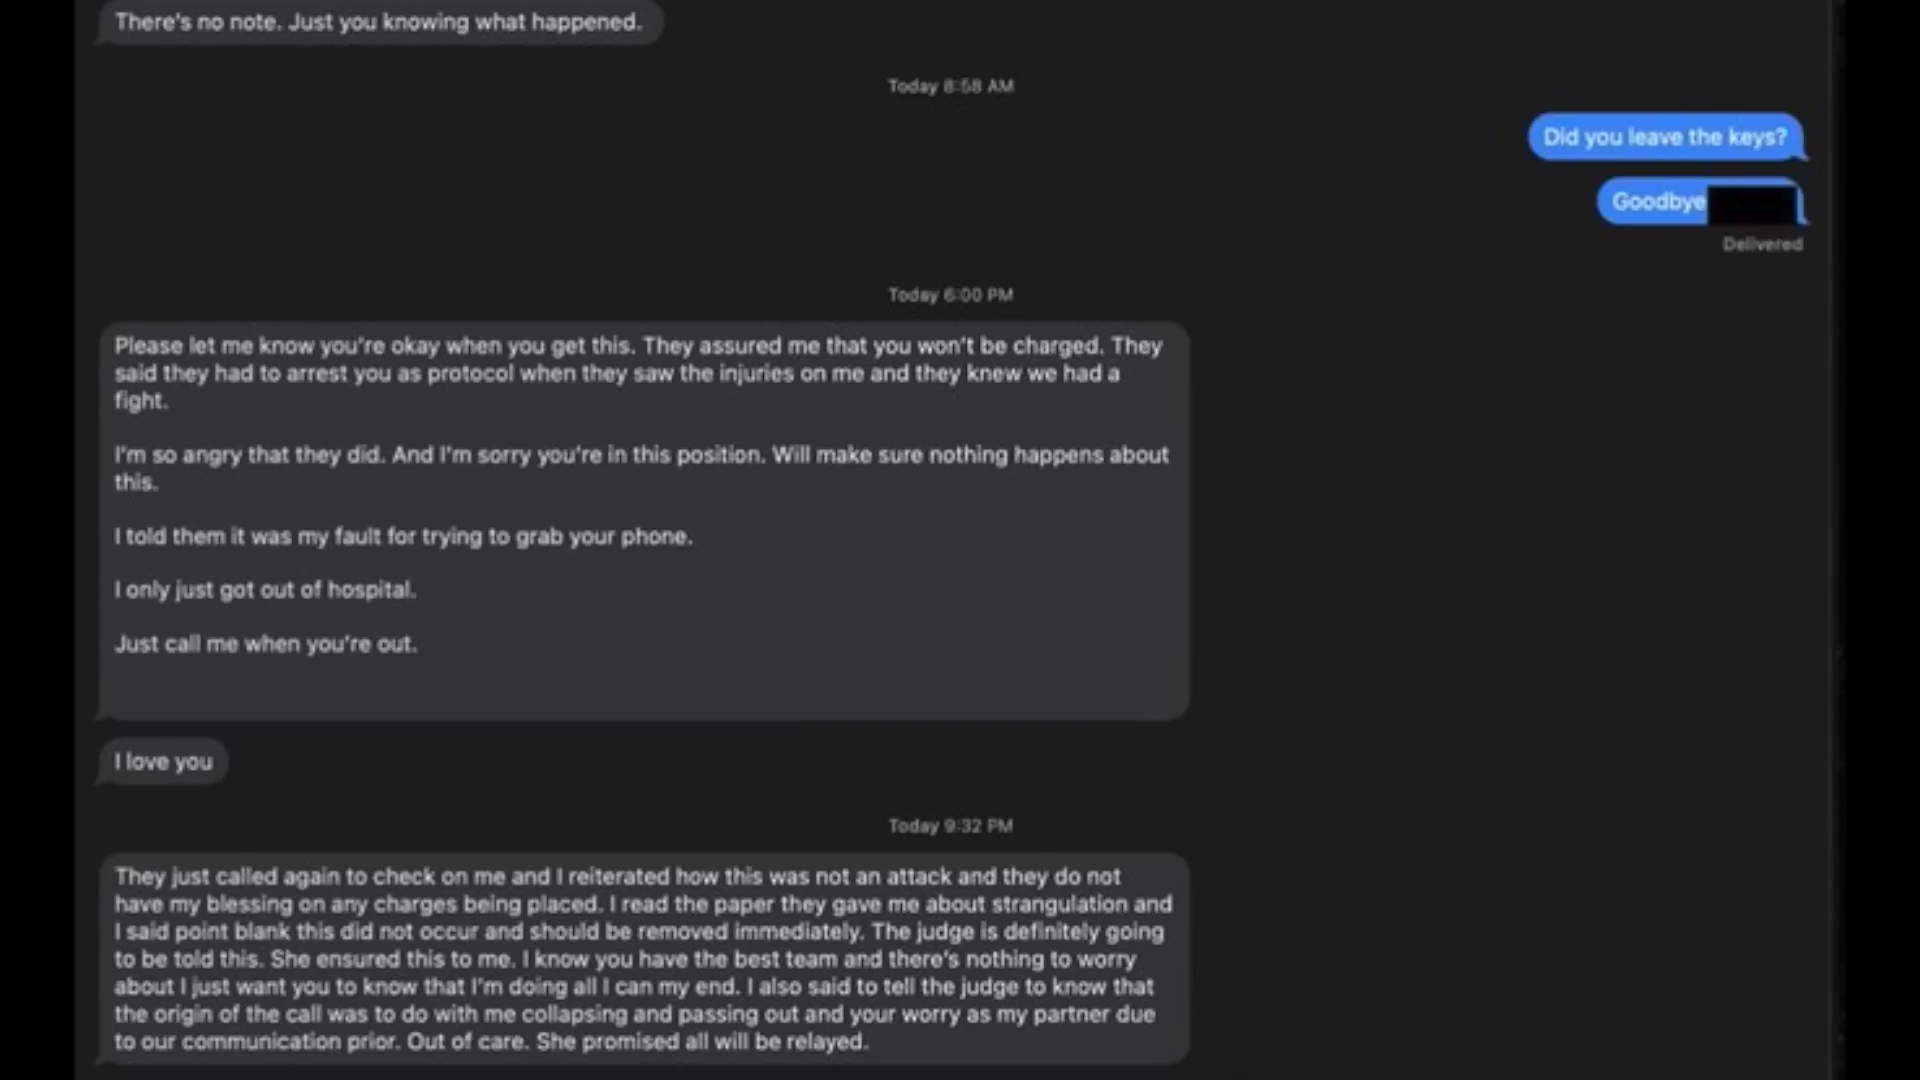 There's no note. Just you knowing what happened.
Today 8:58 AM
Did you leave the keys?
Goodbye
Delivered
Today 6:00 PM
Please let me know you're okay when you get this. They assured me that you won't be charged. They
said they had to arrest you as protocol when they saw the injuries on me and they knew we had a
fight.
I'm so angry that they did. And I'm sorry you're in this position. Will make sure nothing happens about
this.
I told them it was my fault for trying to grab your phone.
I only just got out of hospital.
Just call me when you're out.
I love you
Today 9:32 PM
They just called again to check on me and I reiterated how this was not an attack and they do not
have my blessing on any charges being placed. I read the paper they gave me about strangulation and
I said point blank this did not occur and should be removed immediately. The judge is definitely going
to be told this. She ensured this to me. I know you have the best team and there's nothing to worry
about I just want you to know that I'm doing all I can my end. I also said to tell the judge to know that
the origin of the call was to do with me collapsing and passing out and your worry as my partner due
to our communication prior. Out of care. She promised all will be relayed.